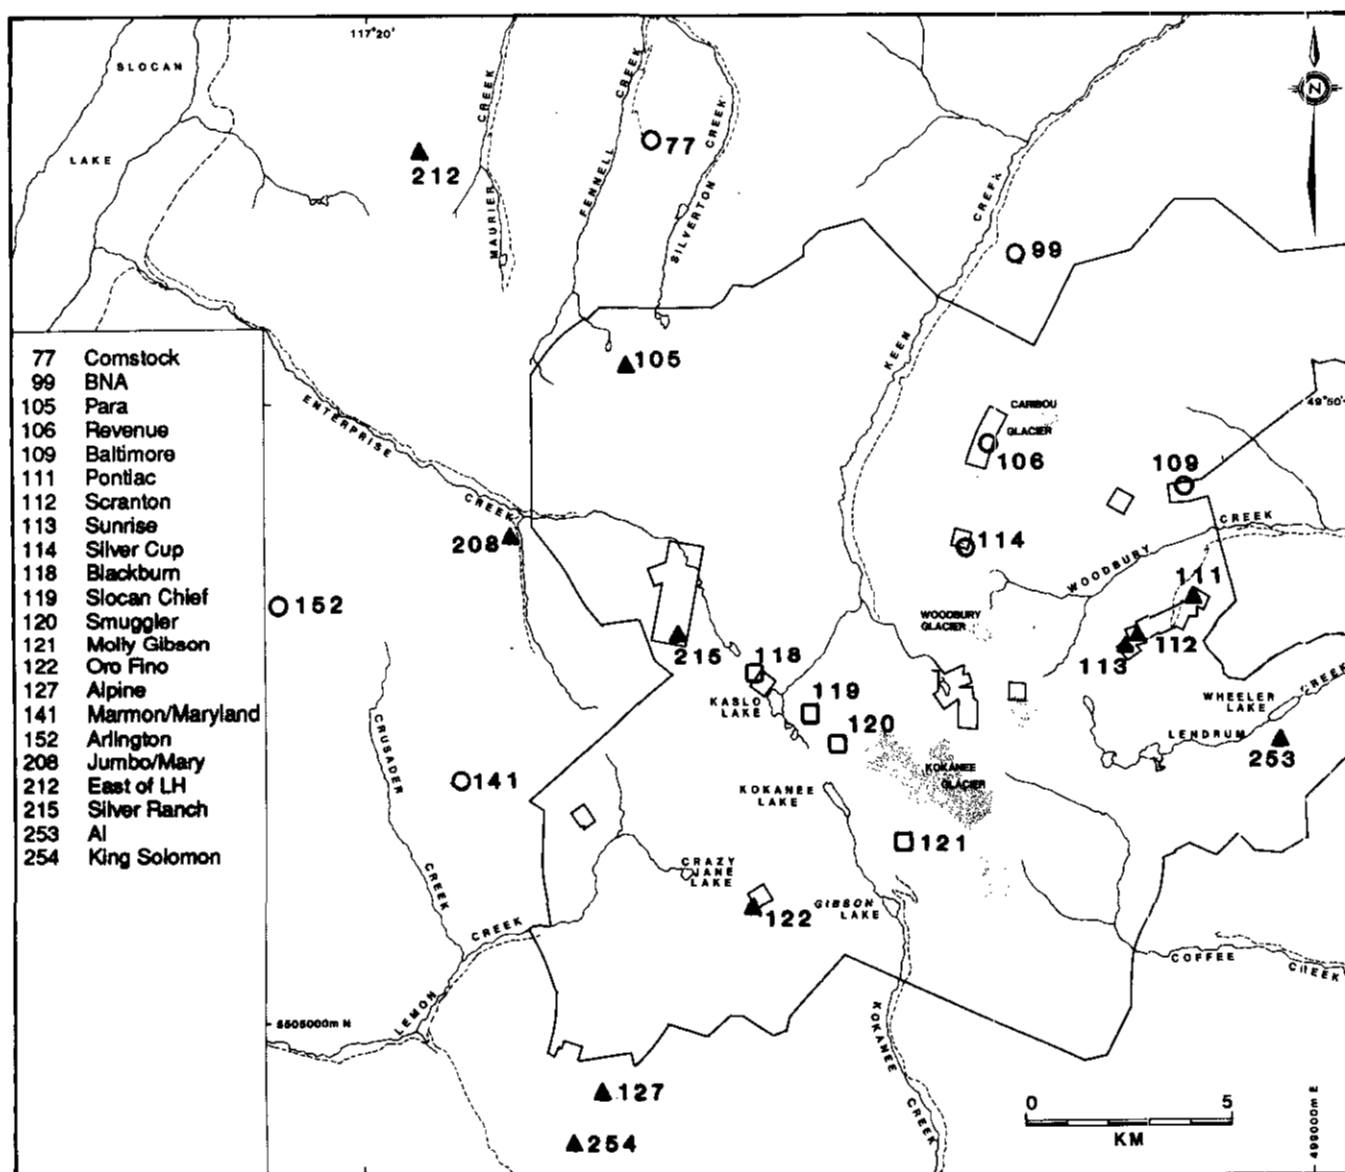 117°20'
SLOCAN
LAKE
212
MAURIER
CREEK
FENNELL
CREEK
77
SILVERTON
CREEK
KEEN
CREEK
99
N
105
49°50'
CARIBOU
GLACIER
106
109
114
WOODBURY
CREEK
111
112
113
WOODBURY
GLACIER
ENTERPRISE
CREEK
208
152
215
118
KASLO
LAKE
119
120
WHEELER
LAKE
LENDRUM
CREEK
253
KOKANEE
GLACIER
KOKANEE
LAKE
121
CRUSADER
CREEK
141
CRAZY
JANE
LAKE
122
GIBSON
LAKE
LEMON
CREEK
COFFEE
CREEK
KOKANEE
CREEK
5505000m N
127
254
0 5
KM
499000m E
77 Comstock
99 BNA
105 Para
106 Revenue
109 Baltimore
111 Pontiac
112 Scranton
113 Sunrise
114 Silver Cup
118 Blackburn
119 Slocan Chief
120 Smuggler
121 Molly Gibson
122 Oro Fino
127 Alpine
141 Marmon/Maryland
152 Arlington
208 Jumbo/Mary
212 East of LH
215 Silver Ranch
253 Al
254 King Solomon